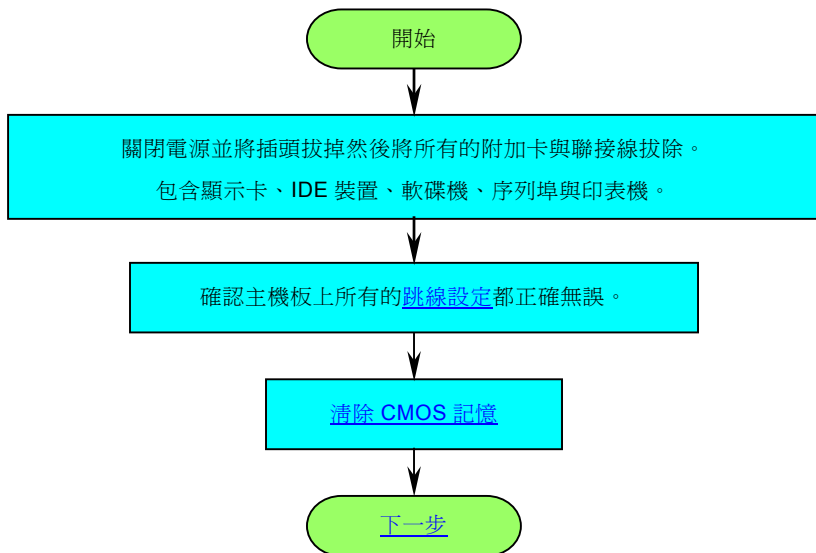 開始
關閉電源並將插頭拔掉然後將所有的附加卡與聯接線拔除。
包含顯示卡、IDE 裝置、軟碟機、序列埠與印表機。
確認主機板上所有的跳線設定都正確無誤。
清除 CMOS 記憶
下一步